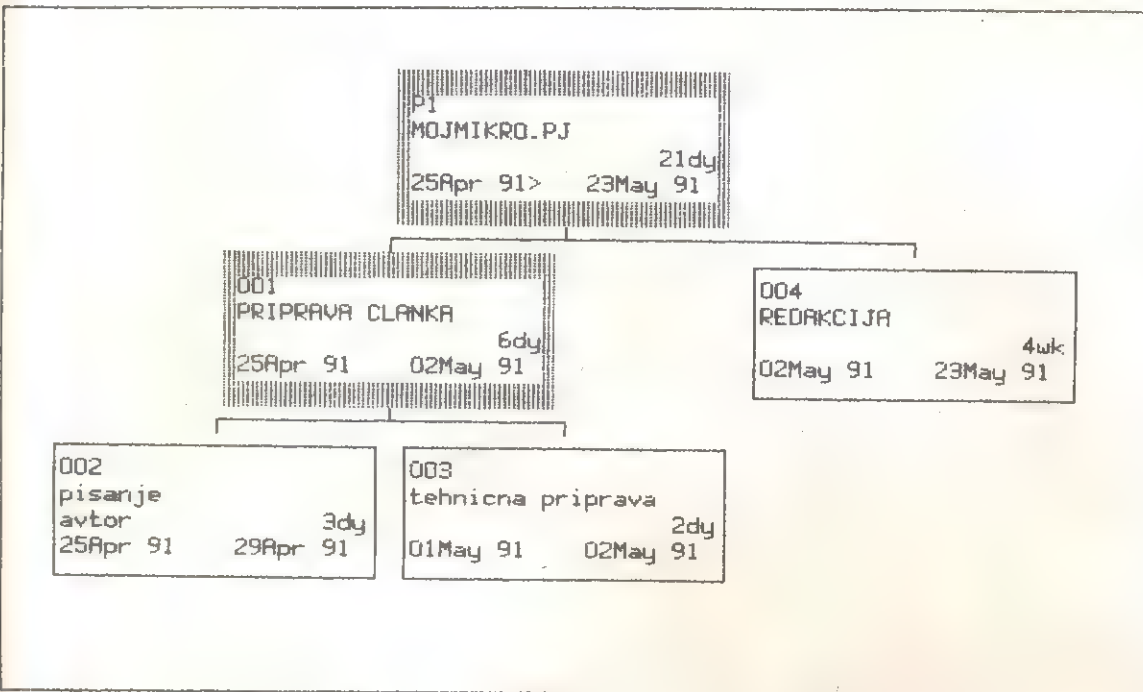 P1
MOJMIKRO.PJ
21dy
25Apr 91> 23May 91
001
PRIPRAVA CLANKA
6dy
25Apr 91 02May 91
004
REDAKCIJA
4wk
02May 91 23May 91
002
pisanje
avtor 3dy
25Apr 91 29Apr 91
003
tehnicna priprava
2dy
01May 91 02May 91